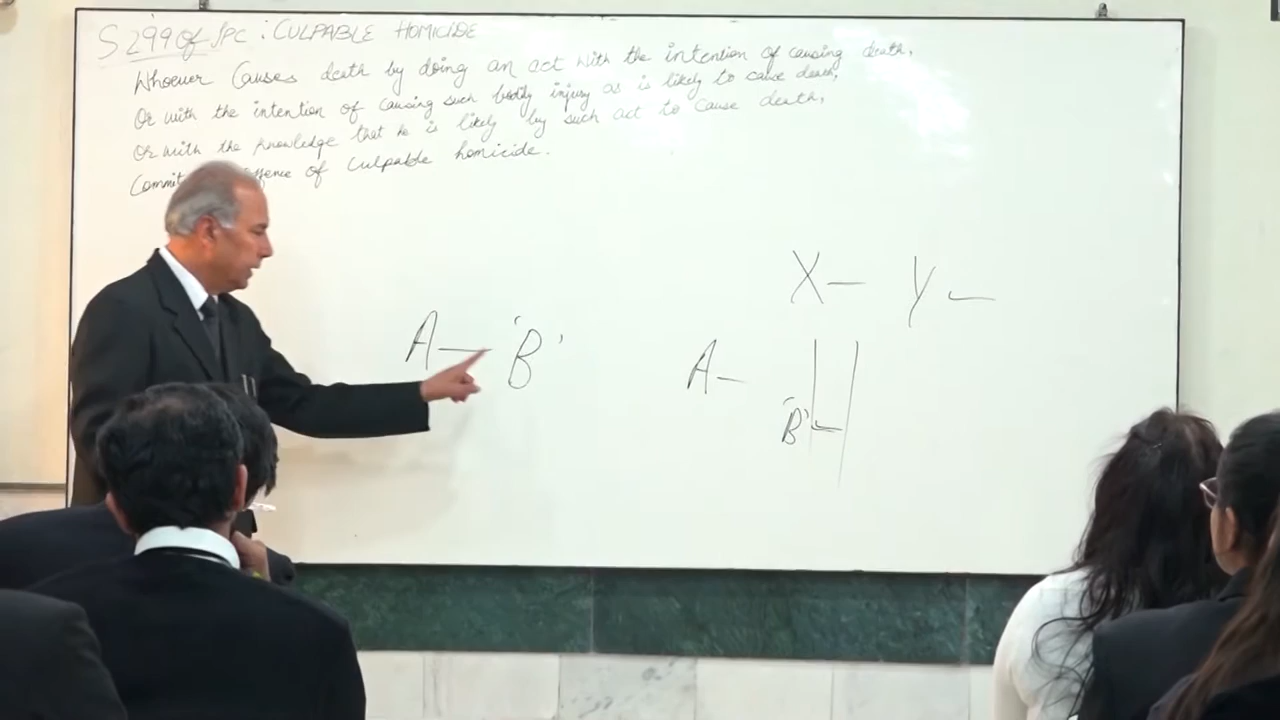 S 299 Of IPC : CULPABLE HOMICIDE
Whoever Causes death by doing an act with the intention of causing death,
Or with the intention of causing such bodily injury as is likely to cause death,
Or with the knowledge that he is likely by such act to cause death,
Commit offence of culpable homicide.
X — Y —
A — 'B'
A —
'B' —